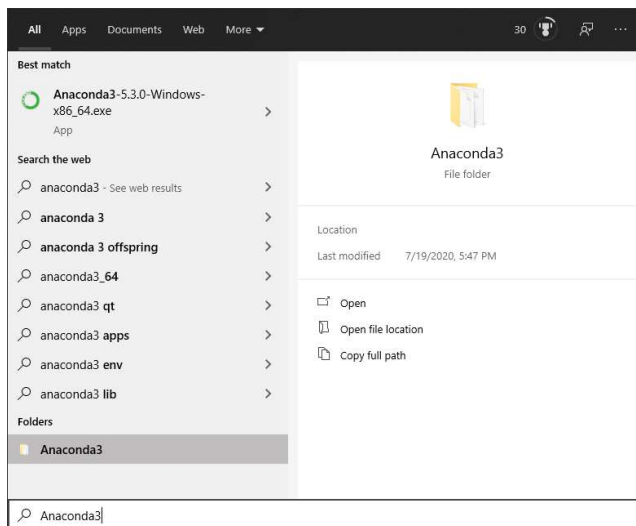 All Apps Documents Web More 30
Best match
Anaconda3-5.3.0-Windows-
x86_64.exe
App
Search the web
anaconda3 - See web results
anaconda 3
anaconda 3 offspring
anaconda3_64
anaconda3 qt
anaconda3 apps
anaconda3 env
anaconda3 lib
Folders
Anaconda3
Anaconda3
File folder
Location
Last modified 7/19/2020, 5:47 PM
Open
Open file location
Copy full path
Anaconda3